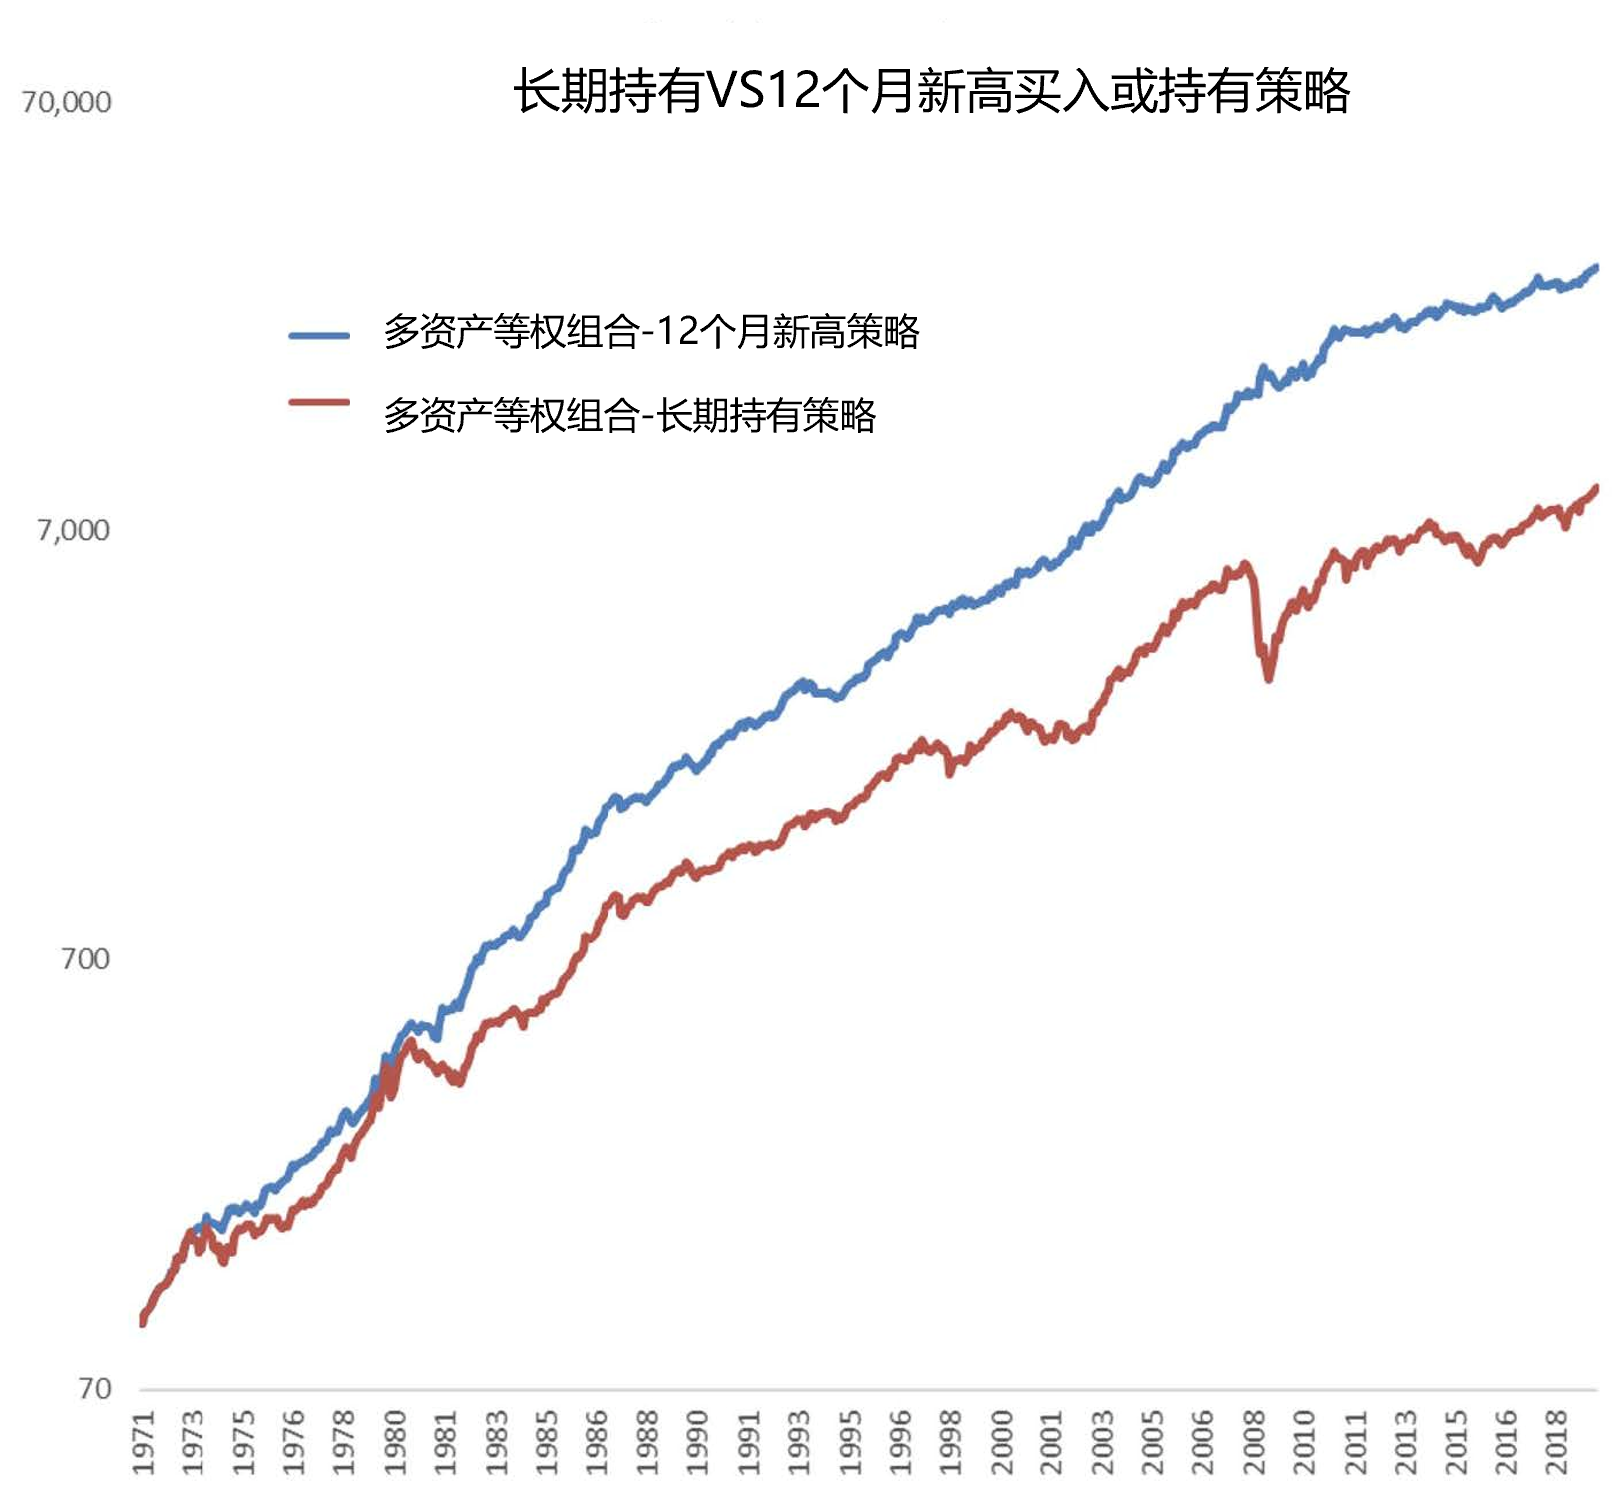 长期持有VS12个月新高买入或持有策略
70,000
多资产等权组合-12个月新高策略
多资产等权组合-长期持有策略
7,000
700
70
1971 1973 1975 1976 1978 1980 1981 1983 1985 1986 1988 1990 1991 1993 1995 1996 1998 2000 2001 2003 2005 2006 2008 2010 2011 2013 2015 2016 2018